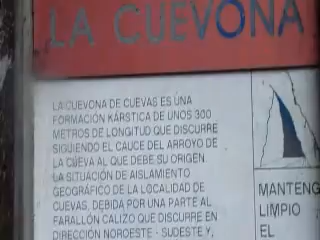 LA CUEVONA
LA CUEVONA DE CUEVAS ES UNA
FORMACIÓN KÁRSTICA DE UNOS 300
METROS DE LONGITUD QUE DISCURRE
SIGUIENDO EL CAUCE DEL ARROYO DE
LA CUEVA AL QUE DEBE SU ORIGEN.
LA SITUACIÓN DE AISLAMIENTO
GEOGRÁFICO DE LA LOCALIDAD DE
CUEVAS, DEBIDA POR UNA PARTE AL
FARALLÓN CALIZO QUE DISCURRE EN
DIRECCIÓN NOROESTE - SUDESTE Y,
MANTENG
LIMPIO
EL